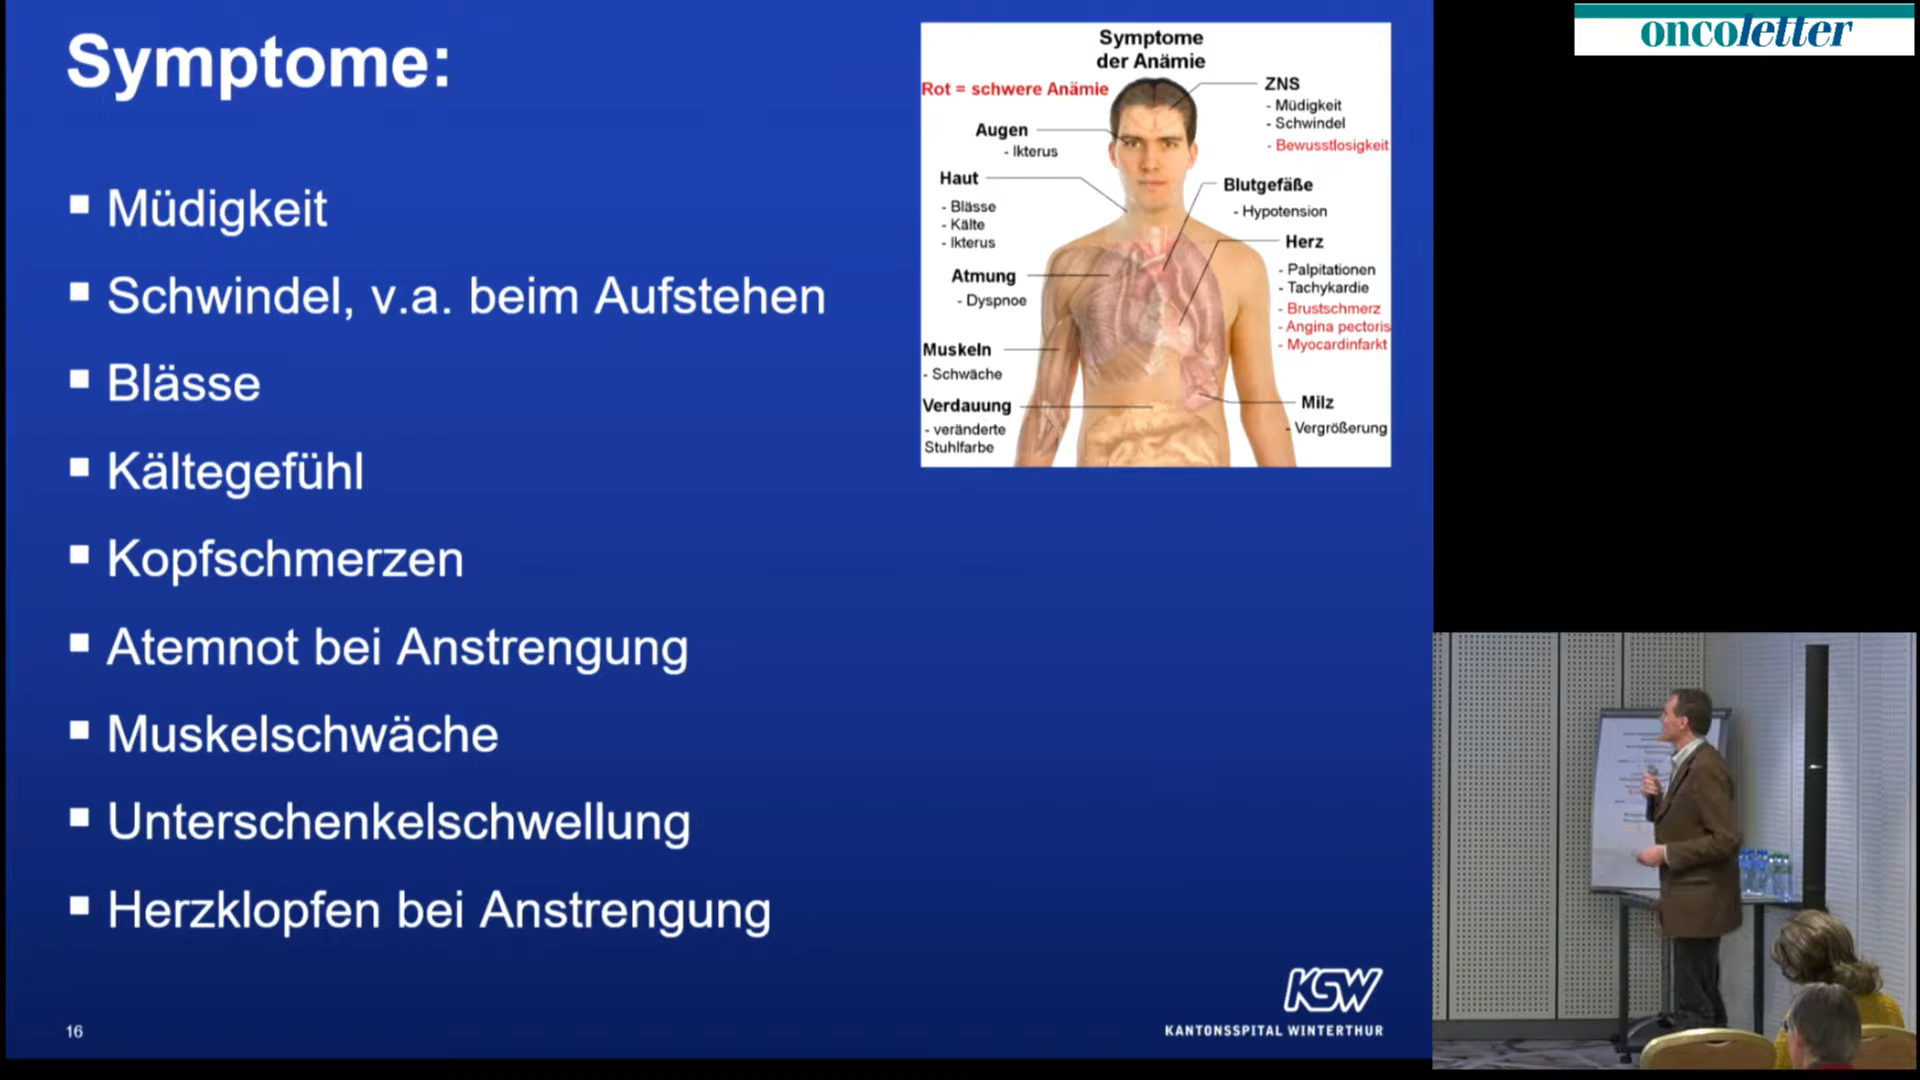 Symptome:
Müdigkeit
Schwindel, v.a. beim Aufstehen
Blässe
Kältegefühl
Kopfschmerzen
Atemnot bei Anstrengung
Muskelschwäche
Unterschenkelschwellung
Herzklopfen bei Anstrengung
16
Symptome
der Anämie
Rot = schwere Anämie
Augen
- Ikterus
Haut
- Blässe
- Kälte
- Ikterus
Atmung
- Dyspnoe
Muskeln
- Schwäche
Verdauung
- veränderte
Stuhlfarbe
ZNS
- Müdigkeit
- Schwindel
- Bewusstlosigkeit
Blutgefäße
- Hypotension
Herz
- Palpitationen
- Tachykardie
- Brustschmerz
- Angina pectoris
- Myocardinfarkt
Milz
- Vergrößerung
KSW
KANTONSSPITAL WINTERTHUR
oncoletter